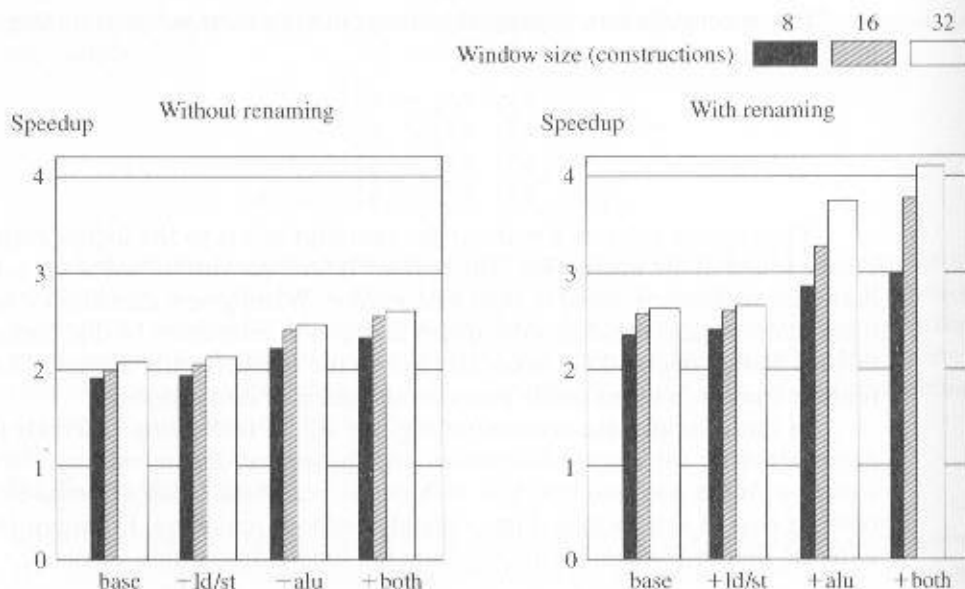 8 16 32
Window size (constructions)
Without renaming
Speedup
4
3
2
1
0
base +ld/st +alu +both
With renaming
Speedup
4
3
2
1
0
base +ld/st +alu +both